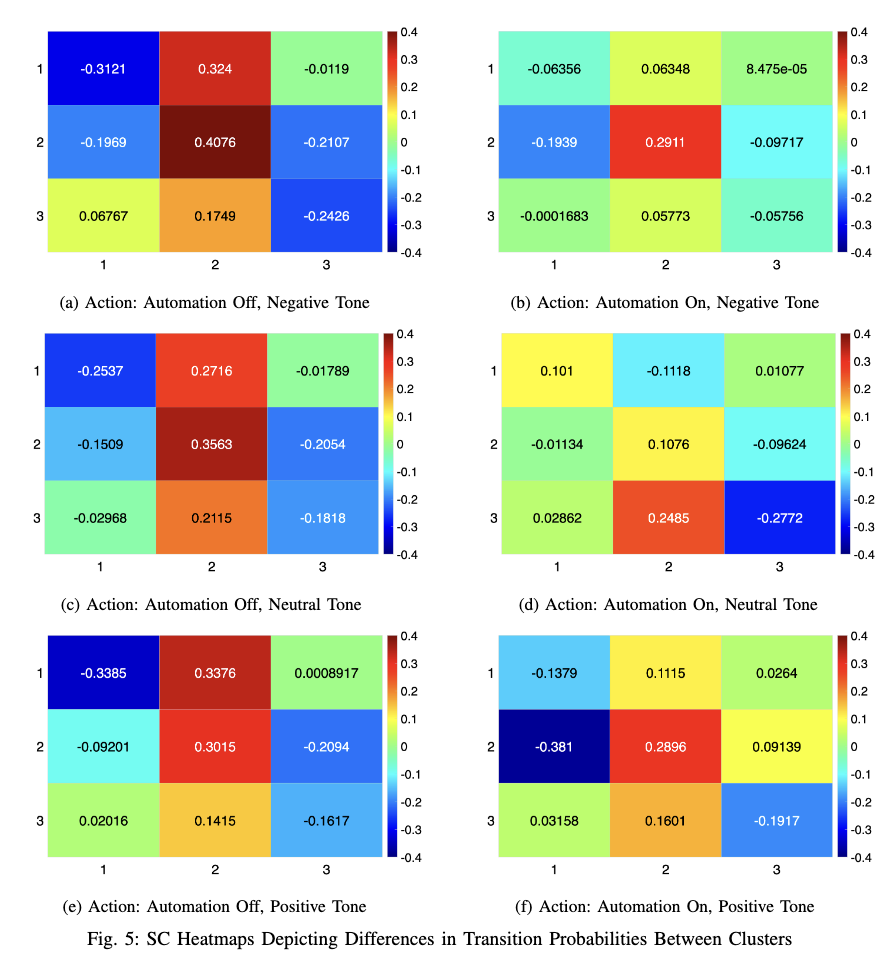 0.4
1 -0.3121 0.324 -0.0119 0.3
0.2
0.1
2 -0.1969 0.4076 -0.2107 0
-0.1
-0.2
3 0.06767 0.1749 -0.2426 -0.3
-0.4
1 2 3
(a) Action: Automation Off, Negative Tone
0.4
1 -0.06356 0.06348 8.475e-05 0.3
0.2
0.1
2 -0.1939 0.2911 -0.09717 0
-0.1
-0.2
3 -0.0001683 0.05773 -0.05756 -0.3
-0.4
1 2 3
(b) Action: Automation On, Negative Tone
0.4
1 -0.2537 0.2716 -0.01789 0.3
0.2
0.1
2 -0.1509 0.3563 -0.2054 0
-0.1
-0.2
3 -0.02968 0.2115 -0.1818 -0.3
-0.4
1 2 3
(c) Action: Automation Off, Neutral Tone
0.4
1 0.101 -0.1118 0.01077 0.3
0.2
0.1
2 -0.01134 0.1076 -0.09624 0
-0.1
-0.2
3 0.02862 0.2485 -0.2772 -0.3
-0.4
1 2 3
(d) Action: Automation On, Neutral Tone
0.4
1 -0.3385 0.3376 0.0008917 0.3
0.2
0.1
2 -0.09201 0.3015 -0.2094 0
-0.1
-0.2
3 0.02016 0.1415 -0.1617 -0.3
-0.4
1 2 3
(e) Action: Automation Off, Positive Tone
0.4
1 -0.1379 0.1115 0.0264 0.3
0.2
0.1
2 -0.381 0.2896 0.09139 0
-0.1
-0.2
3 0.03158 0.1601 -0.1917 -0.3
-0.4
1 2 3
(f) Action: Automation On, Positive Tone
Fig. 5: SC Heatmaps Depicting Differences in Transition Probabilities Between Clusters